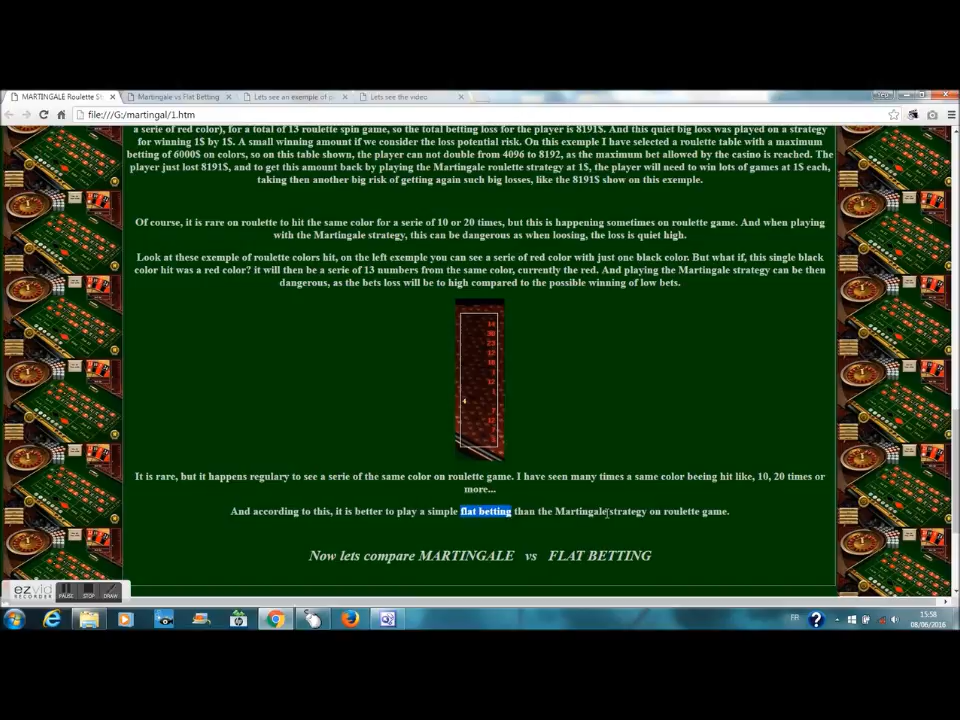 MARTINGALE Roulette St
Martingale vs Flat Betting
Lets see an exemple of p
Lets see the video
file:///G:/martingal/1.htm
a serie of red color), for a total of 13 roulette spin game, so the total betting loss for the player is 8191$. And this quiet big loss was played on a strategy
for winning 1$ by 1$. A small winning amount if we consider the loss potential risk. On this exemple I have selected a roulette table with a maximum
betting of 6000$ on colors, so on this table shown, the player can not double from 4096 to 8192, as the maximum bet allowed by the casino is reached. The
player just lost 8191$, and to get this amount back by playing the Martingale roulette strategy at 1$, the player will need to win lots of games at 1$ each,
taking then another big risk of getting again such big losses, like the 8191$ show on this exemple.
Of course, it is rare on roulette to hit the same color for a serie of 10 or 20 times, but this is happening sometimes on roulette game. And when playing
with the Martingale strategy, this can be dangerous as when loosing, the loss is quiet high.
Look at these exemple of roulette colors hit, on the left exemple you can see a serie of red color with just one black color. But what if, this single black
color hit was a red color? it will then be a serie of 13 numbers from the same color, currently the red. And playing the Martingale strategy can be then
dangerous, as the bets loss will be to high compared to the possible winning of low bets.
14
30
23
12
18
3
12
1
4
7
It is rare, but it happens regulary to see a serie of the same color on roulette game. I have seen many times a same color beeing hit like, 10, 20 times or
more...
And according to this, it is better to play a simple flat betting than the Martingale strategy on roulette game.
Now lets compare MARTINGALE vs FLAT BETTING
ezvid
RECORDER
PAUSE
STOP
DRAW
FR
15:58
08/06/2016